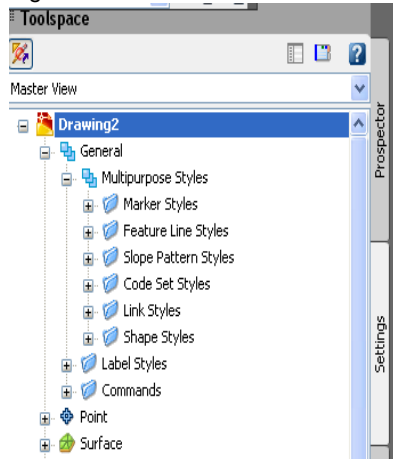 Toolspace
Master View
Drawing2
General
Multipurpose Styles
Marker Styles
Feature Line Styles
Slope Pattern Styles
Code Set Styles
Link Styles
Shape Styles
Label Styles
Commands
Point
Surface
Prospector
Settings